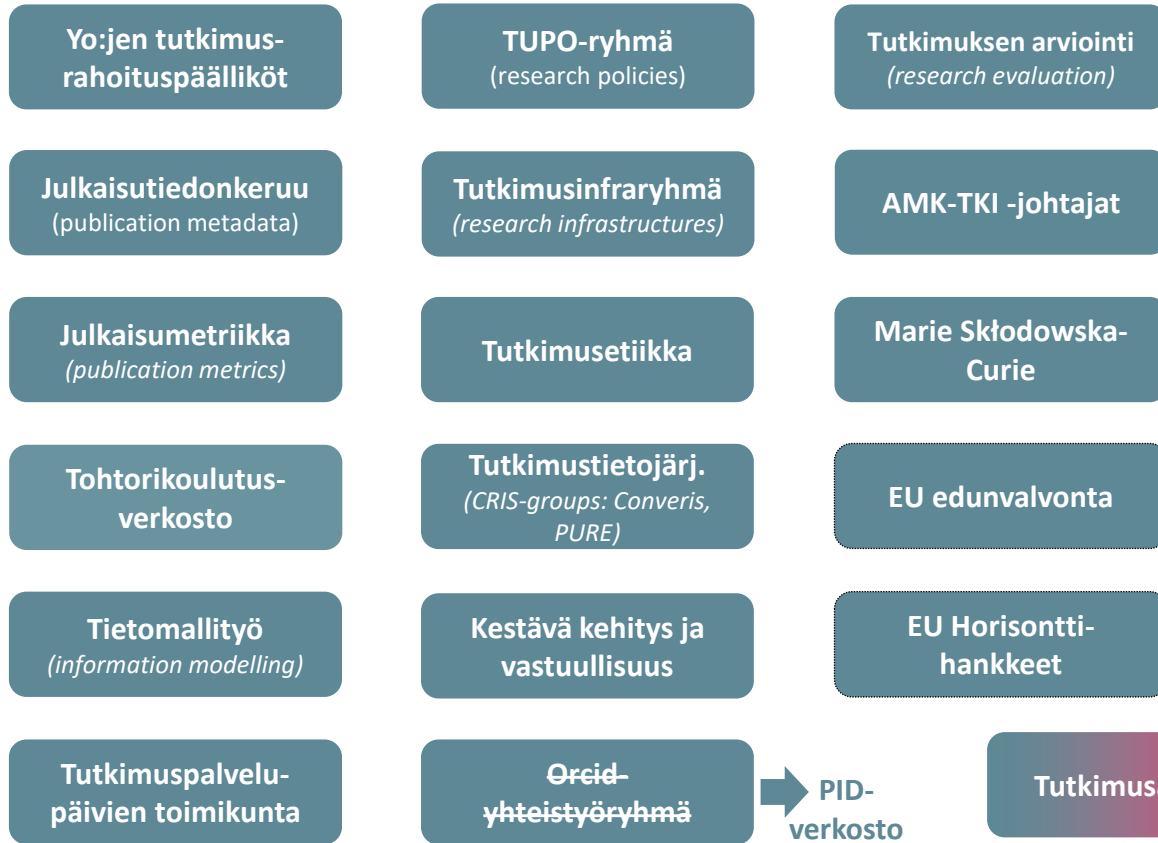 Yo:jen tutkimus-
rahoituspäälliköt
TUPO-ryhmä
(research policies)
Tutkimuksen arviointi
(research evaluation)
Julkaisutiedonkeruu
(publication metadata)
Tutkimusinfraryhmä
(research infrastructures)
AMK-TKI -johtajat
Julkaisumetriikka
(publication metrics)
Tutkimusetiikka
Marie Skłodowska-
Curie
Tohtorikoulutus-
verkosto
Tutkimustietojärj.
(CRIS-groups: Converis,
PURE)
EU edunvalvonta
Tietomallityö
(information modelling)
Kestävä kehitys ja
vastuullisuus
EU Horisontti-
hankkeet
Tutkimuspalvelu-
päivien toimikunta
Orcid-
yhteistyöryhmä
PID-
verkosto